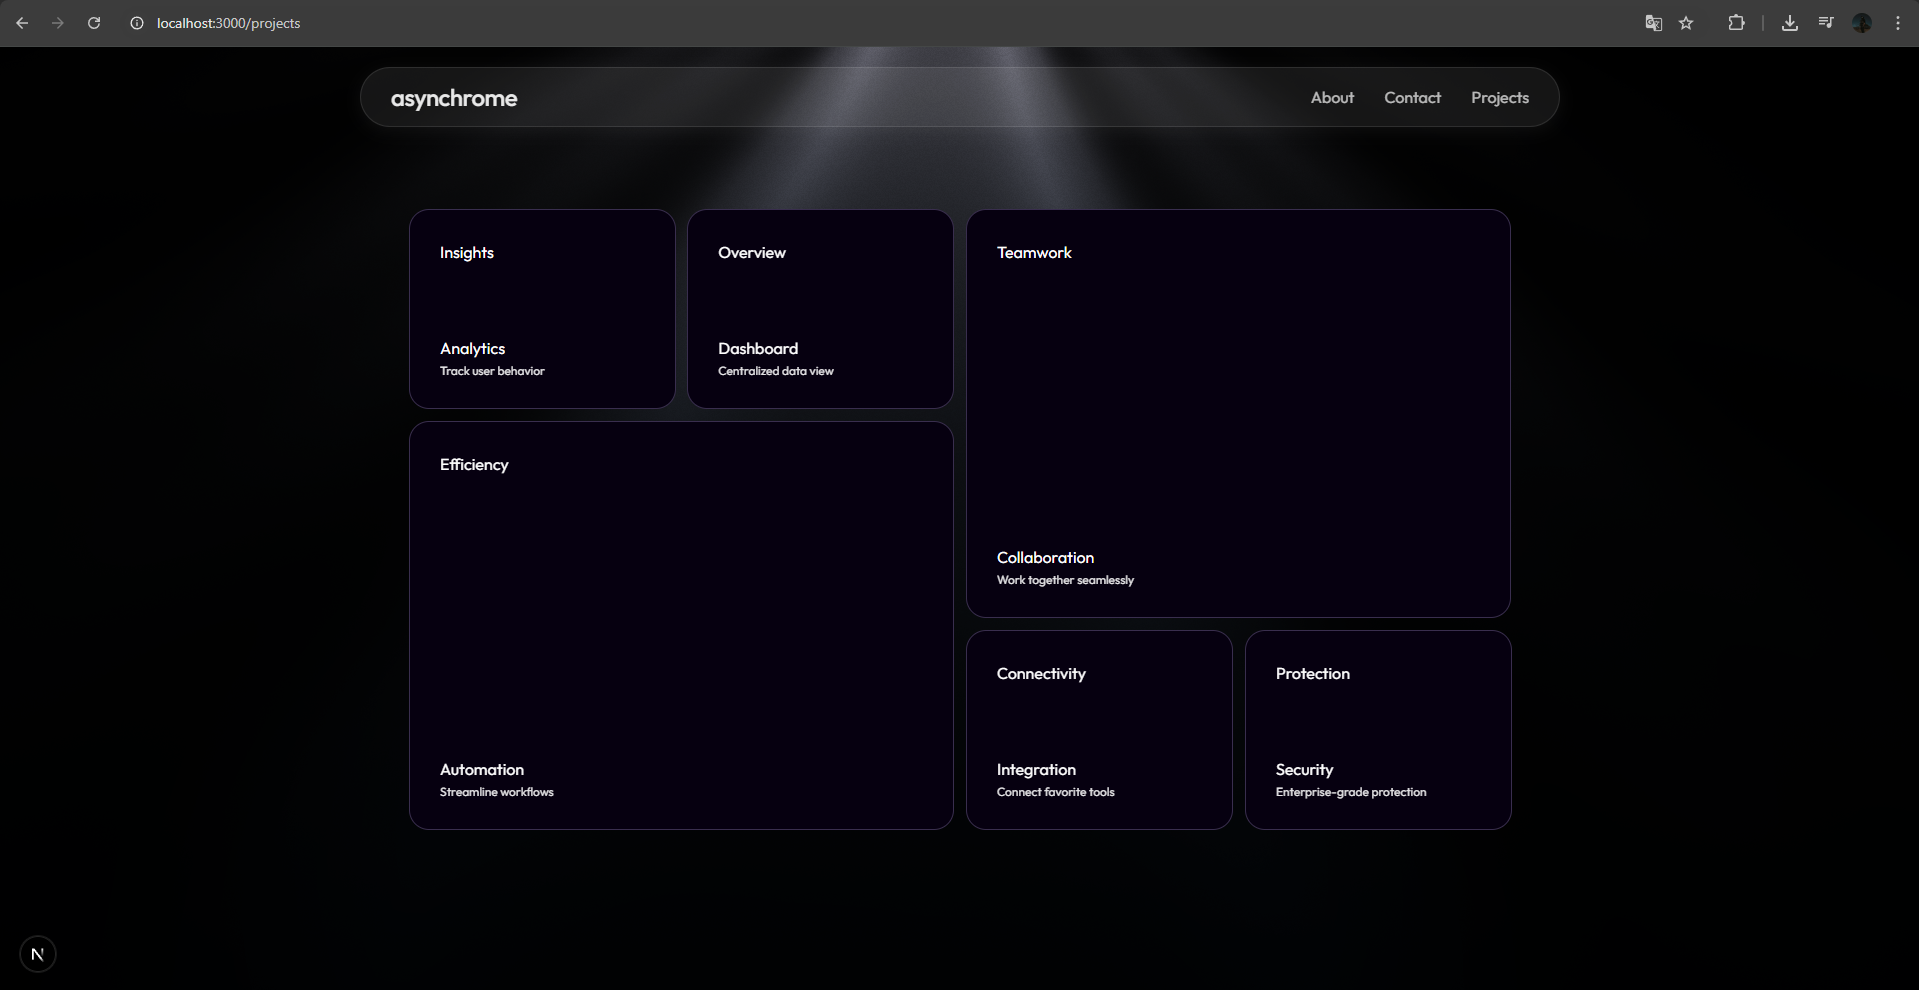 localhost:3000/projects
asynchrome
About
Contact
Projects
Insights
Analytics
Track user behavior
Overview
Dashboard
Centralized data view
Teamwork
Collaboration
Work together seamlessly
Efficiency
Automation
Streamline workflows
Connectivity
Integration
Connect favorite tools
Protection
Security
Enterprise-grade protection
N